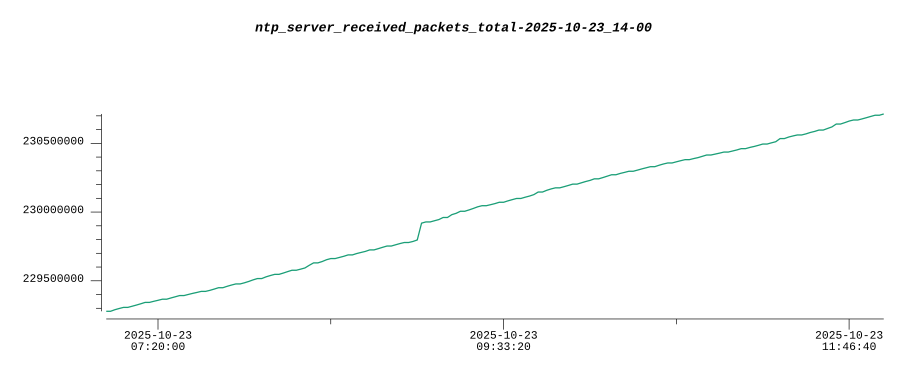 ntp_server_received_packets_total-2025-10-23_14-00
230500000
230000000
229500000
2025-10-23 2025-10-23 2025-10-23
07:20:00 09:33:20 11:46:40